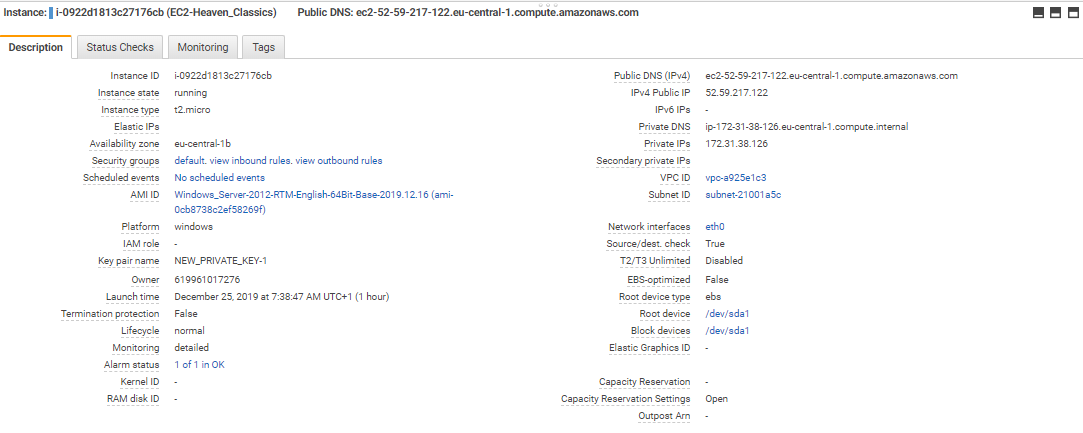 Instance: i-0922d1813c27176cb (EC2-Heaven_Classics) Public DNS: ec2-52-59-217-122.eu-central-1.compute.amazonaws.com
Description Status Checks Monitoring Tags
Instance ID i-0922d1813c27176cb Public DNS (IPv4) ec2-52-59-217-122.eu-central-1.compute.amazonaws.com
Instance state running IPv4 Public IP 52.59.217.122
Instance type t2.micro IPv6 IPs -
Elastic IPs Private DNS ip-172-31-38-126.eu-central-1.compute.internal
Availability zone eu-central-1b Private IPs 172.31.38.126
Security groups default. view inbound rules. view outbound rules Secondary private IPs
Scheduled events No scheduled events VPC ID vpc-a925e1c3
AMI ID Windows_Server-2012-RTM-English-64Bit-Base-2019.12.16 (ami- Subnet ID subnet-21001a5c
0cb8738c2ef58269f)
Platform windows Network interfaces eth0
IAM role - Source/dest. check True
Key pair name NEW_PRIVATE_KEY-1 T2/T3 Unlimited Disabled
Owner 619961017276 EBS-optimized False
Launch time December 25, 2019 at 7:38:47 AM UTC+1 (1 hour) Root device type ebs
Termination protection False Root device /dev/sda1
Lifecycle normal Block devices /dev/sda1
Monitoring detailed Elastic Graphics ID -
Alarm status 1 of 1 in OK
Kernel ID - Capacity Reservation -
RAM disk ID - Capacity Reservation Settings Open
Outpost Arn -